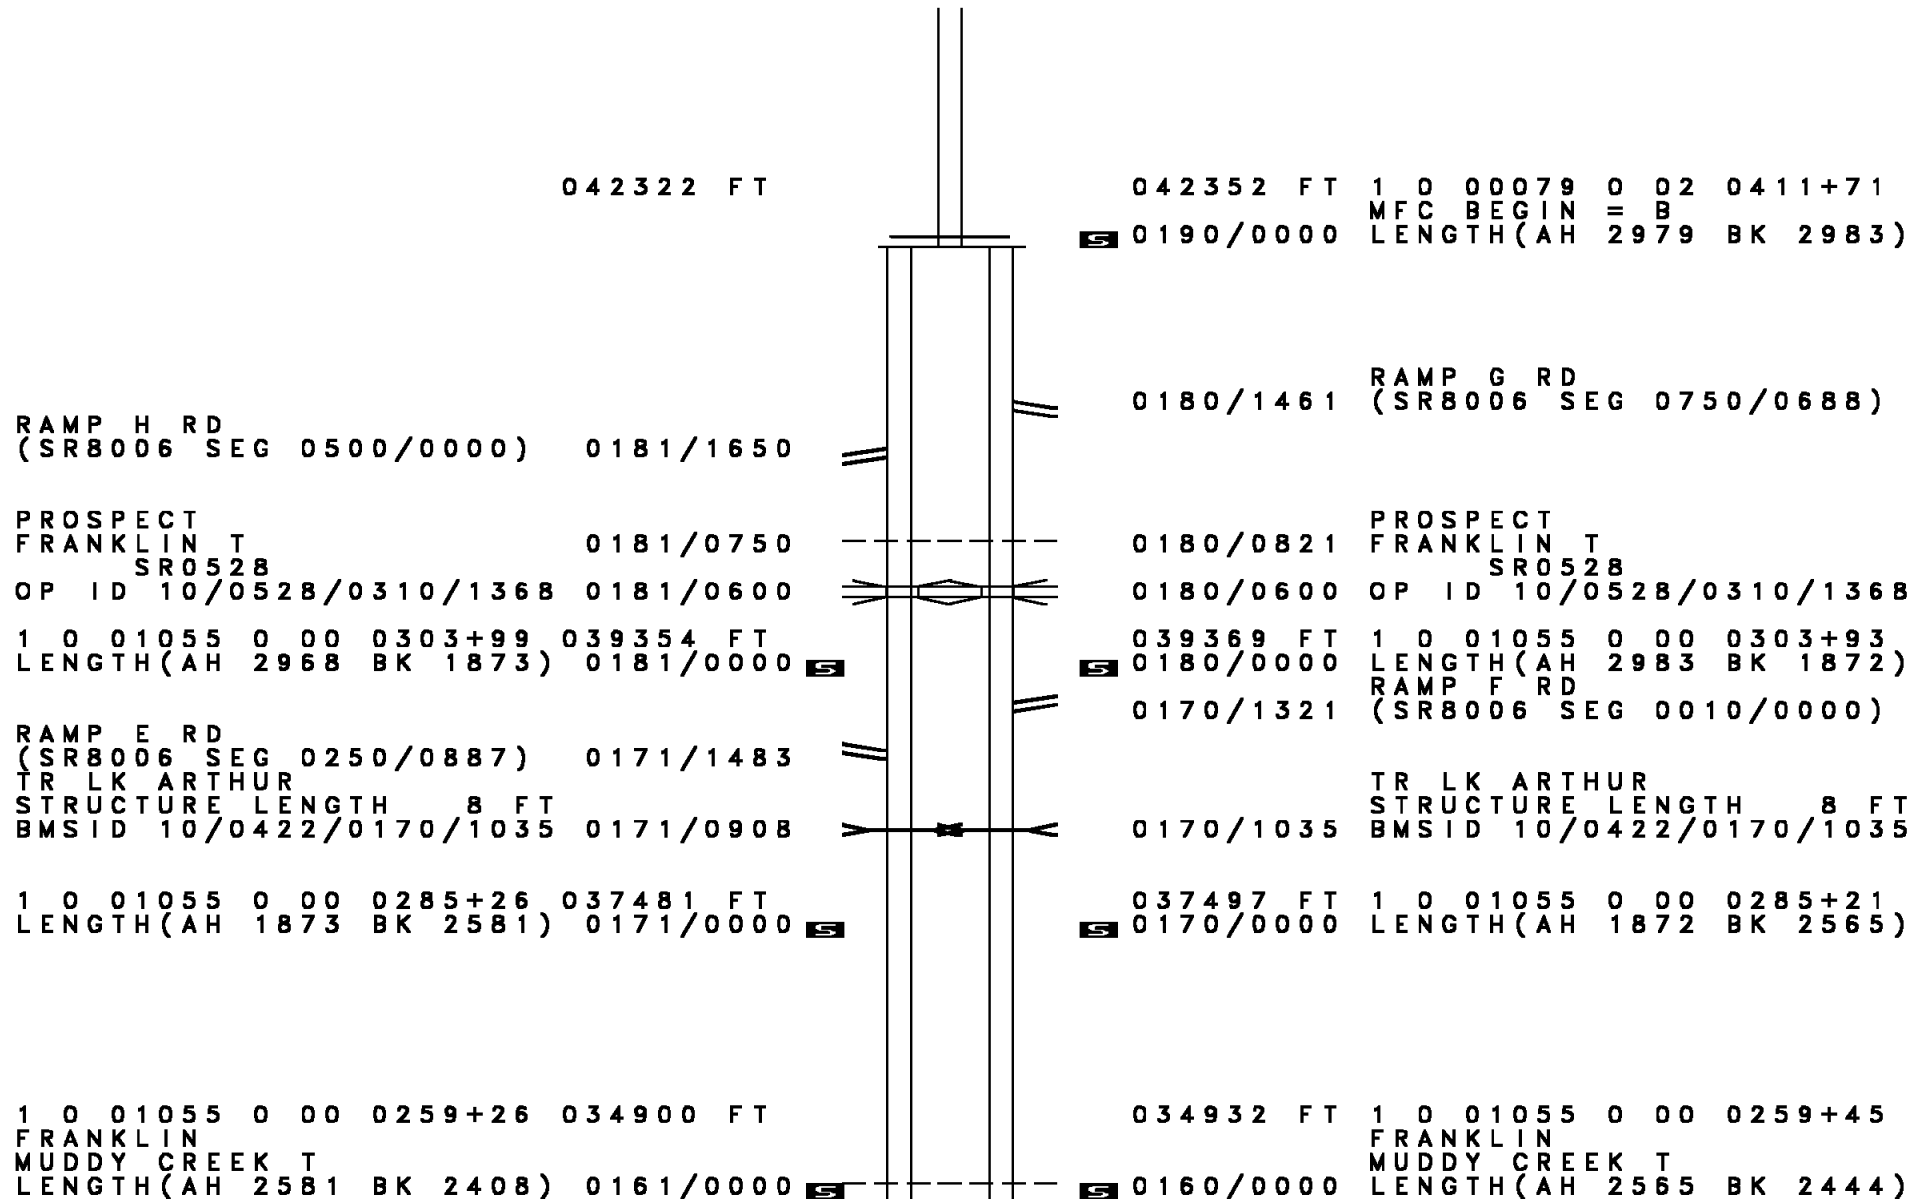 042322 FT
042352 FT 1 0 00079 0 02 0411+71
MFC BEGIN = B
S 0190/0000 LENGTH(AH 2979 BK 2983)
RAMP G RD
0180/1461 (SR8006 SEG 0750/0688)
RAMP H RD
(SR8006 SEG 0500/0000) 0181/1650
PROSPECT
FRANKLIN T 0181/0750
SR0528
OP ID 10/0528/0310/1368 0181/0600
PROSPECT
0180/0821 FRANKLIN T
SR0528
0180/0600 OP ID 10/0528/0310/1368
1 0 01055 0 00 0303+99 039354 FT
LENGTH(AH 2968 BK 1873) 0181/0000 S
039369 FT 1 0 01055 0 00 0303+93
S 0180/0000 LENGTH(AH 2983 BK 1872)
RAMP F RD
0170/1321 (SR8006 SEG 0010/0000)
RAMP E RD
(SR8006 SEG 0250/0887) 0171/1483
TR LK ARTHUR
STRUCTURE LENGTH 8 FT
BMSID 10/0422/0170/1035 0171/0908
TR LK ARTHUR
STRUCTURE LENGTH 8 FT
0170/1035 BMSID 10/0422/0170/1035
1 0 01055 0 00 0285+26 037481 FT
LENGTH(AH 1873 BK 2581) 0171/0000 S
037497 FT 1 0 01055 0 00 0285+21
S 0170/0000 LENGTH(AH 1872 BK 2565)
1 0 01055 0 00 0259+26 034900 FT
FRANKLIN
MUDDY CREEK T
LENGTH(AH 2581 BK 2408) 0161/0000 S
034932 FT 1 0 01055 0 00 0259+45
FRANKLIN
MUDDY CREEK T
S 0160/0000 LENGTH(AH 2565 BK 2444)